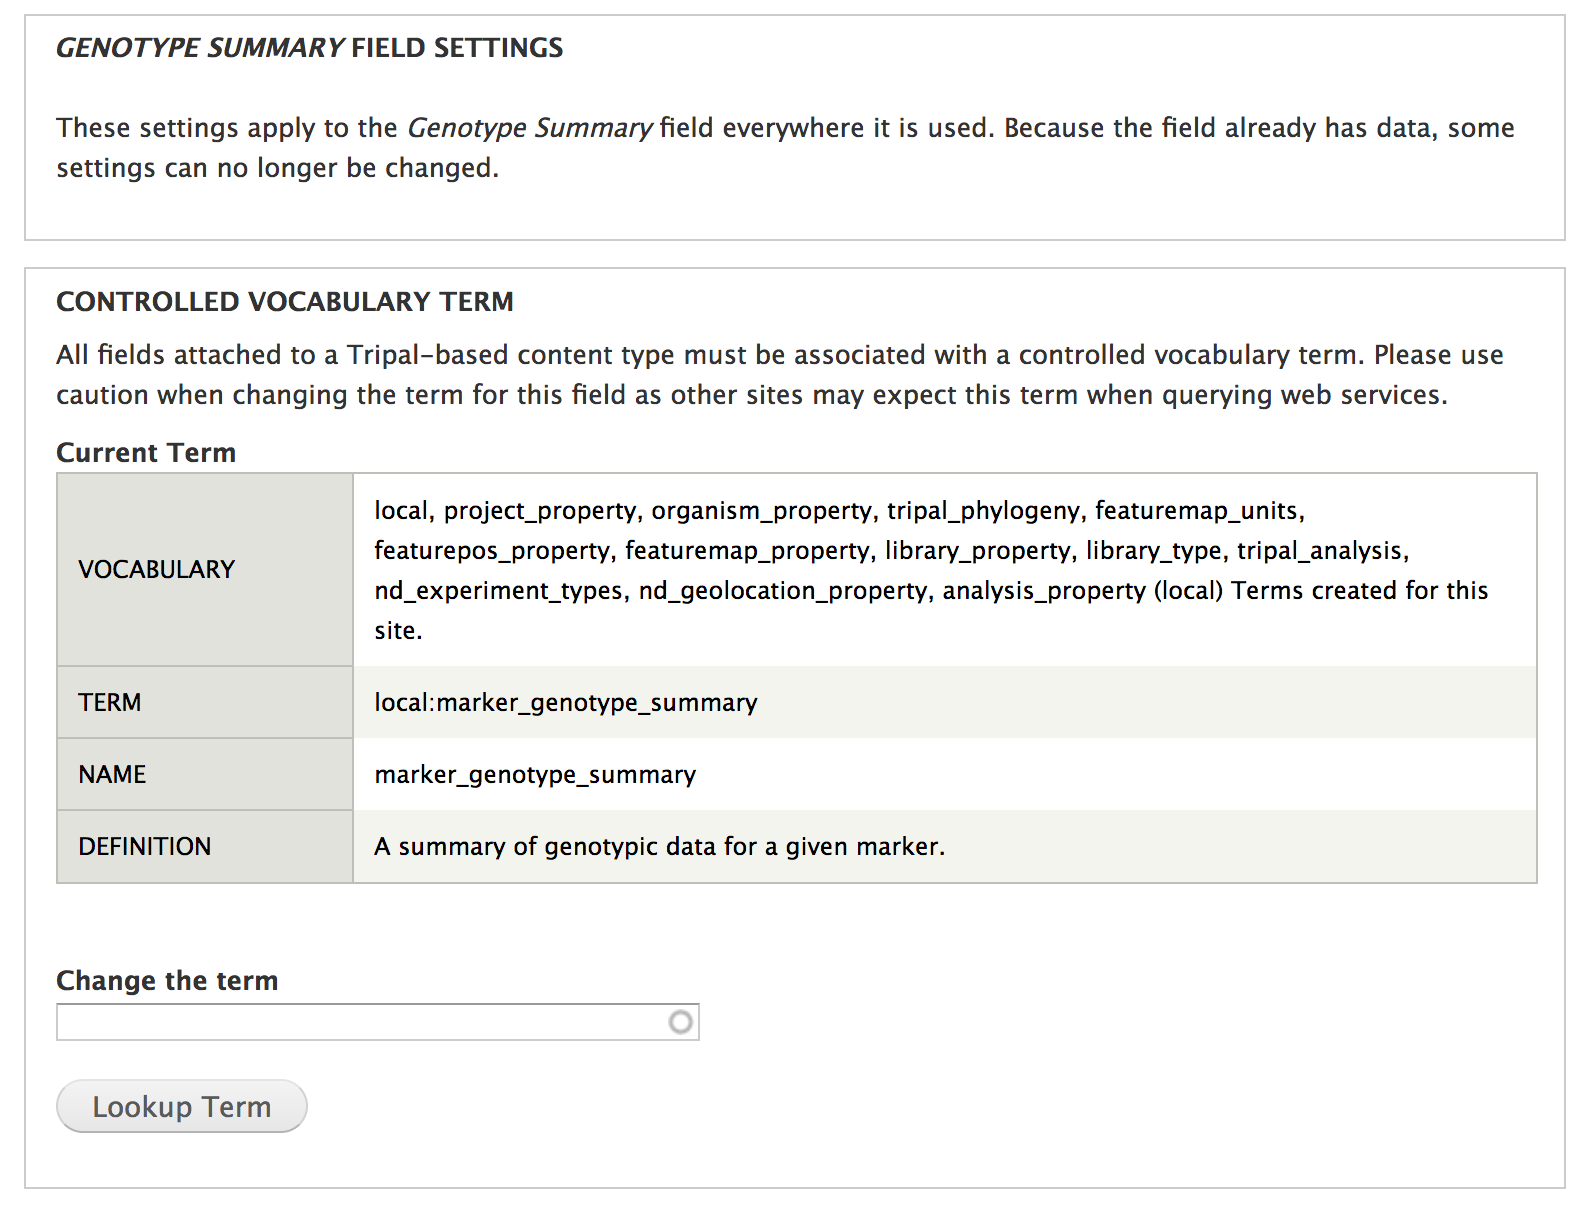 GENOTYPE SUMMARY FIELD SETTINGS
These settings apply to the Genotype Summary field everywhere it is used. Because the field already has data, some
settings can no longer be changed.
CONTROLLED VOCABULARY TERM
All fields attached to a Tripal-based content type must be associated with a controlled vocabulary term. Please use
caution when changing the term for this field as other sites may expect this term when querying web services.
Current Term
VOCABULARY
local, project_property, organism_property, tripal_phylogeny, featuremap_units,
featurepos_property, featuremap_property, library_property, library_type, tripal_analysis,
nd_experiment_types, nd_geolocation_property, analysis_property (local) Terms created for this
site.
TERM
local:marker_genotype_summary
NAME
marker_genotype_summary
DEFINITION
A summary of genotypic data for a given marker.
Change the term
Lookup Term